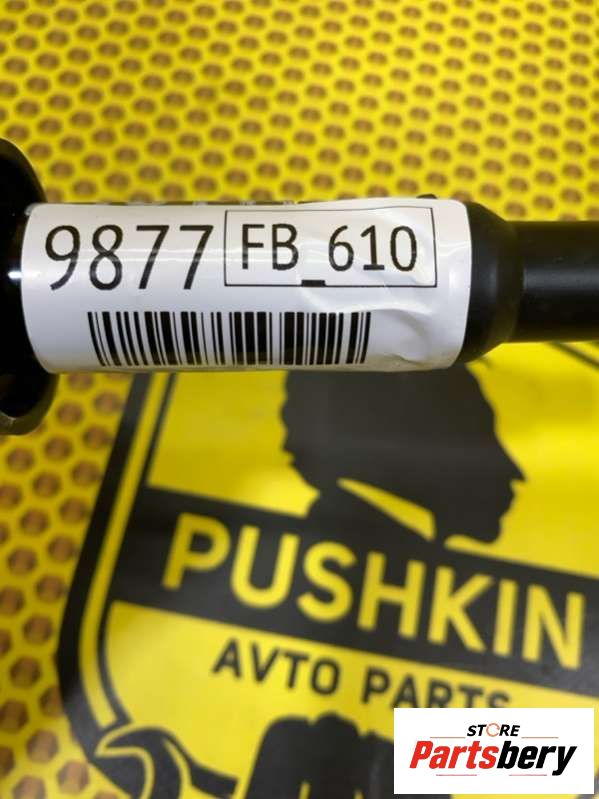 9877 FB_610
PUSHKIN
AVTO PARTS
STORE
Partsbery